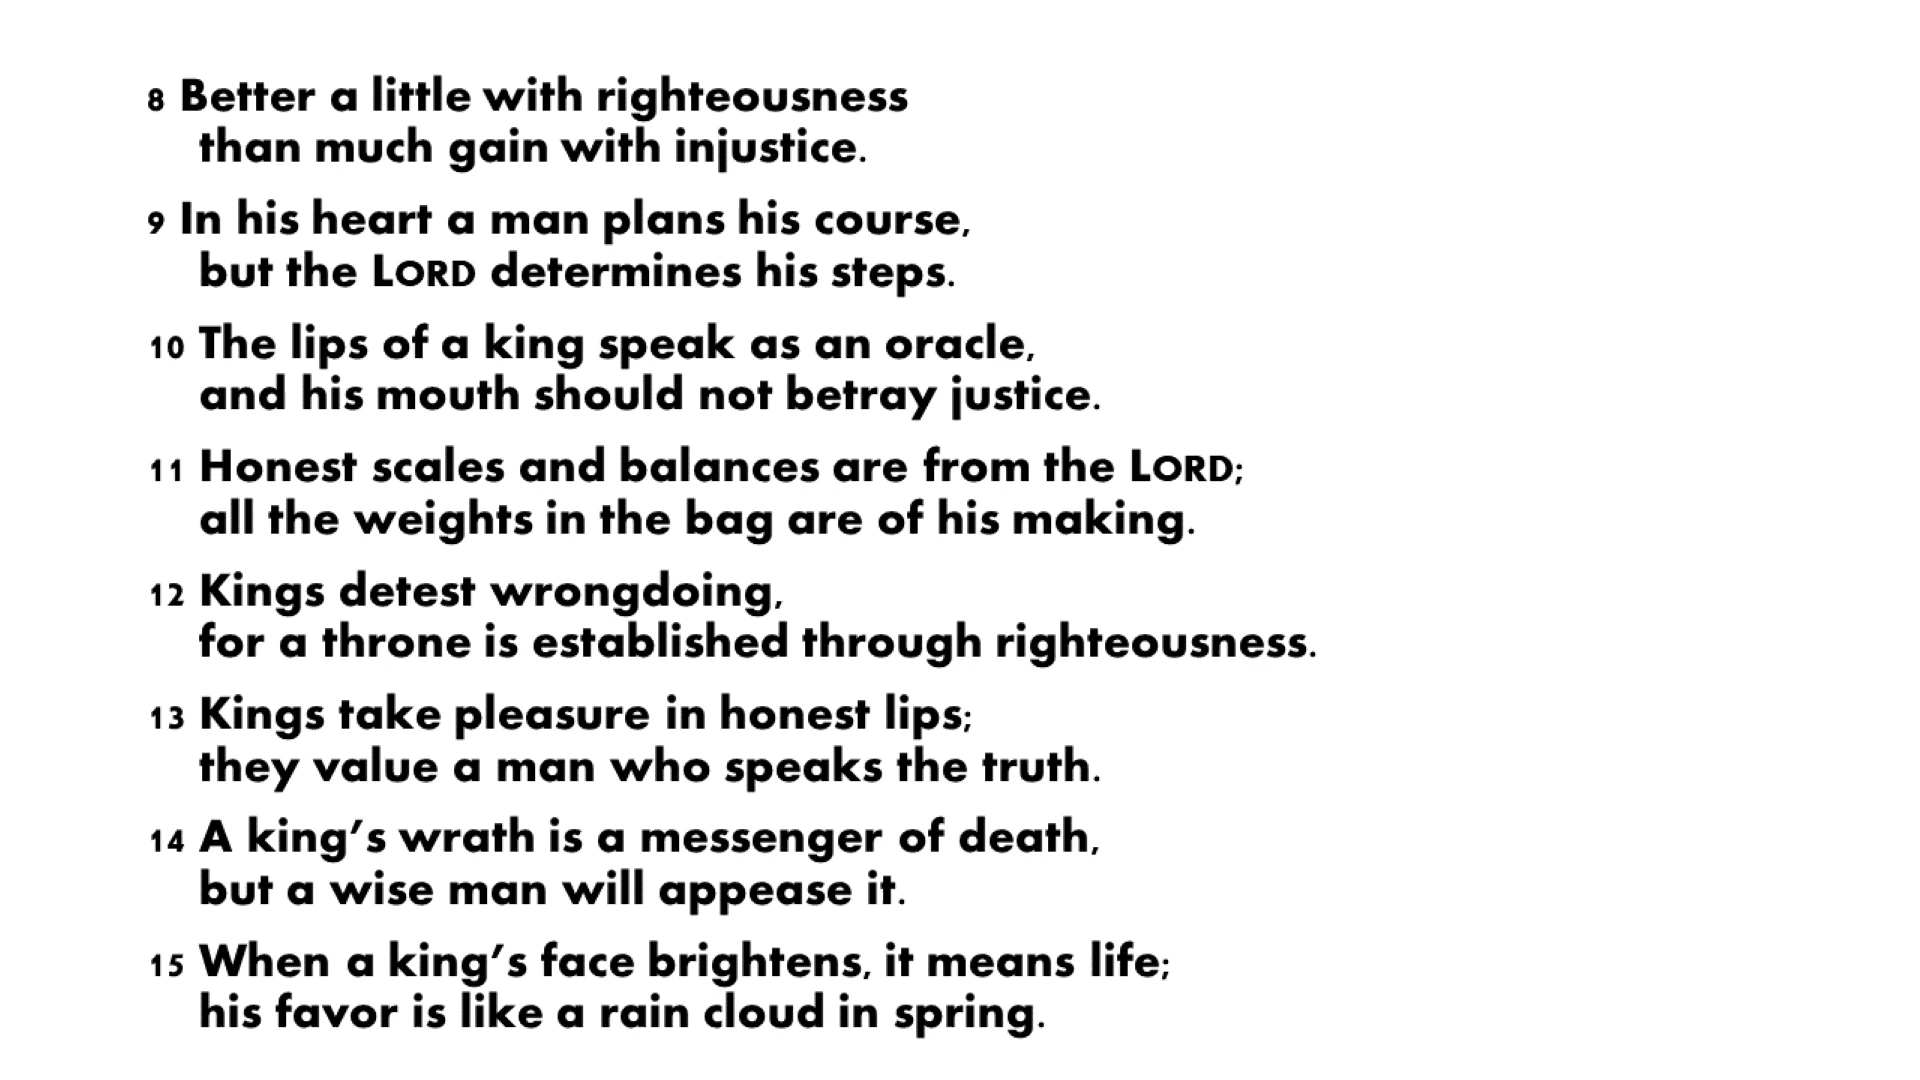 8 Better a little with righteousness
than much gain with injustice.
9 In his heart a man plans his course,
but the LORD determines his steps.
10 The lips of a king speak as an oracle,
and his mouth should not betray justice.
11 Honest scales and balances are from the LORD;
all the weights in the bag are of his making.
12 Kings detest wrongdoing,
for a throne is established through righteousness.
13 Kings take pleasure in honest lips;
they value a man who speaks the truth.
14 A king’s wrath is a messenger of death,
but a wise man will appease it.
15 When a king’s face brightens, it means life;
his favor is like a rain cloud in spring.